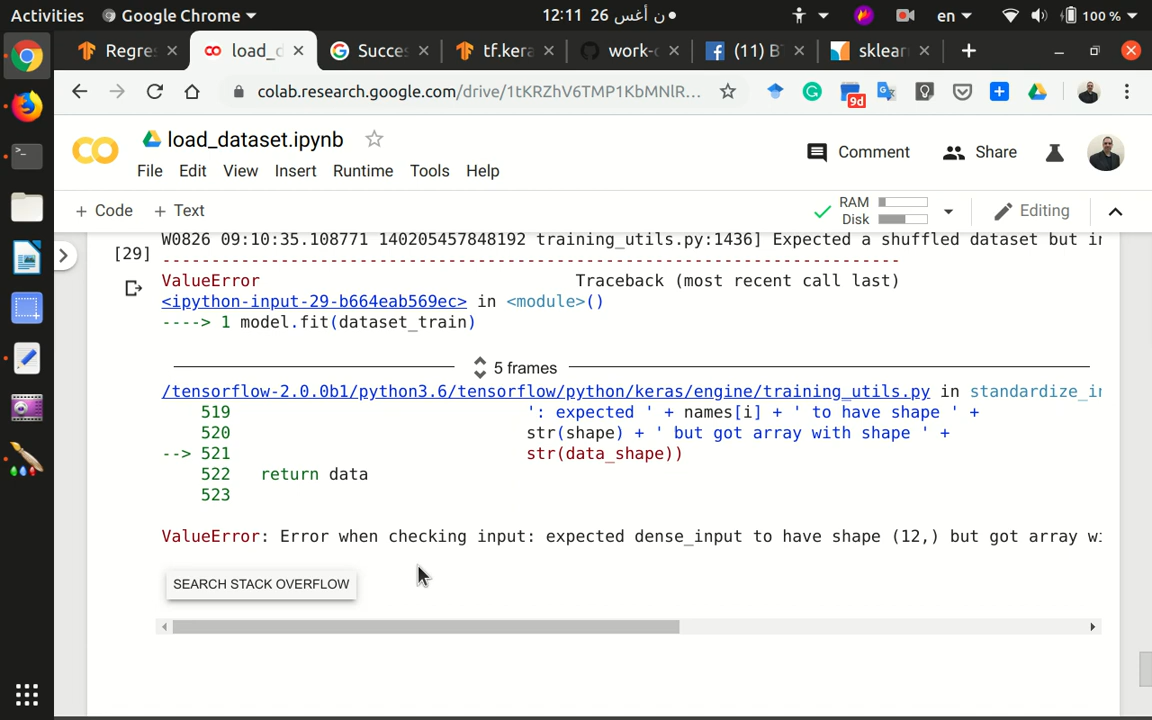 Activities Google Chrome ن أغس 26 12:11 en 100 %
Regre load_d Succe tf.kera work- (11) B sklear
colab.research.google.com/drive/1tKRZhV6TMP1KbMNlR...
9d
load_dataset.ipynb
Comment Share
File Edit View Insert Runtime Tools Help
+ Code + Text RAM Disk Editing
W0826 09:10:35.108771 140205457848192 training_utils.py:1436] Expected a shuffled dataset but ir
[29] ---------------------------------------------------------------------------
ValueError Traceback (most recent call last)
<ipython-input-29-b664eab569ec> in <module>()
----> 1 model.fit(dataset_train)
5 frames
/tensorflow-2.0.0b1/python3.6/tensorflow/python/keras/engine/training_utils.py in standardize_ir
519 ': expected ' + names[i] + ' to have shape ' +
520 str(shape) + ' but got array with shape ' +
--> 521 str(data_shape))
522 return data
523
ValueError: Error when checking input: expected dense_input to have shape (12,) but got array wi
SEARCH STACK OVERFLOW